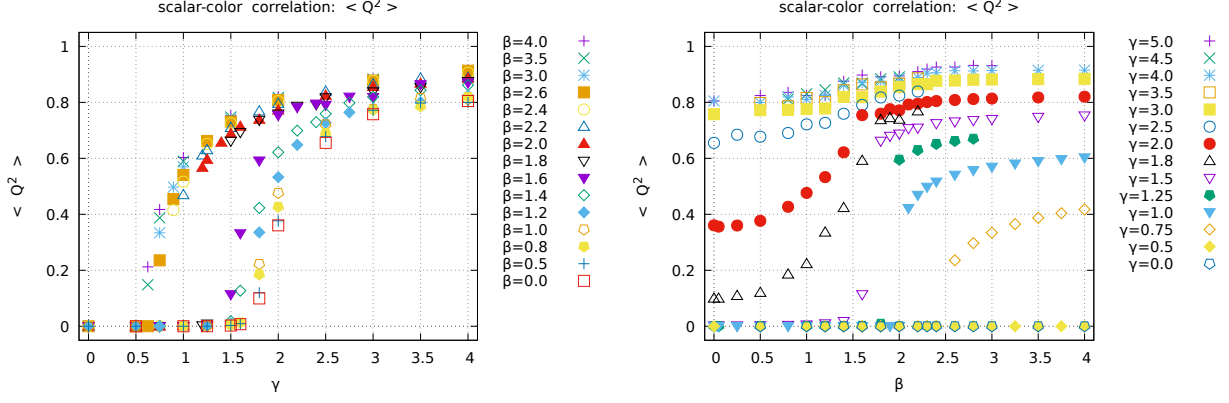 scalar-color correlation: < Q² >
< Q² >
1
0.8
0.6
0.4
0.2
0
0 0.5 1 1.5 2 2.5 3 3.5 4
γ
β=4.0
β=3.5
β=3.0
β=2.6
β=2.4
β=2.2
β=2.0
β=1.8
β=1.6
β=1.4
β=1.2
β=1.0
β=0.8
β=0.5
β=0.0
scalar-color correlation: < Q² >
< Q² >
1
0.8
0.6
0.4
0.2
0
0 0.5 1 1.5 2 2.5 3 3.5 4
β
γ=5.0
γ=4.5
γ=4.0
γ=3.5
γ=3.0
γ=2.5
γ=2.0
γ=1.8
γ=1.5
γ=1.25
γ=1.0
γ=0.75
γ=0.5
γ=0.0